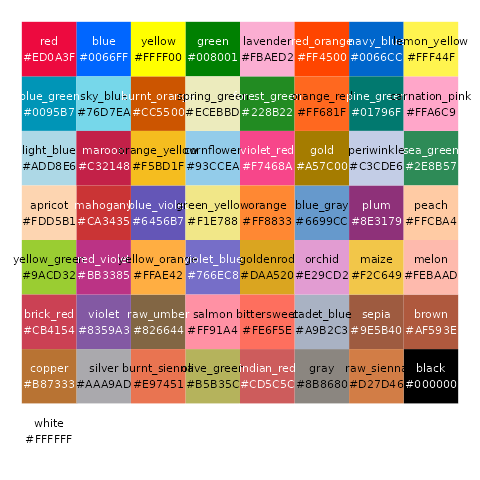 red blue yellow green lavender red_orange navy_blue lemon_yellow
#ED0A3F #0066FF #FFFF00 #008001 #FBAED2 #FF4500 #0066CC #FFF44F
blue_green sky_blue burnt_orange spring_green forest_green orange_red pine_green carnation_pink
#0095B7 #76D7EA #CC5500 #ECEBBD #228B22 #FF681F #01796F #FFA6C9
light_blue maroon orange_yellow cornflower violet_red gold periwinkle sea_green
#ADD8E6 #C32148 #F5BD1F #93CCEA #F7468A #A57C00 #C3CDE6 #2E8B57
apricot mahogany blue_violet green_yellow orange blue_gray plum peach
#FDD5B1 #CA3435 #6456B7 #F1E788 #FF8833 #6699CC #8E3179 #FFCBA4
yellow_green red_violet yellow_orange violet_blue goldenrod orchid maize melon
#9ACD32 #BB3385 #FFAE42 #766EC8 #DAA520 #E29CD2 #F2C649 #FEBAAD
brick_red violet raw_umber salmon bittersweet cadet_blue sepia brown
#CB4154 #8359A3 #826644 #FF91A4 #FE6F5E #A9B2C3 #9E5B40 #AF593E
copper silver burnt_sienna olive_green indian_red gray raw_sienna black
#B87333 #AAA9AD #E97451 #B5B35C #CD5C5C #8B8680 #D27D46 #000000
white
#FFFFFF